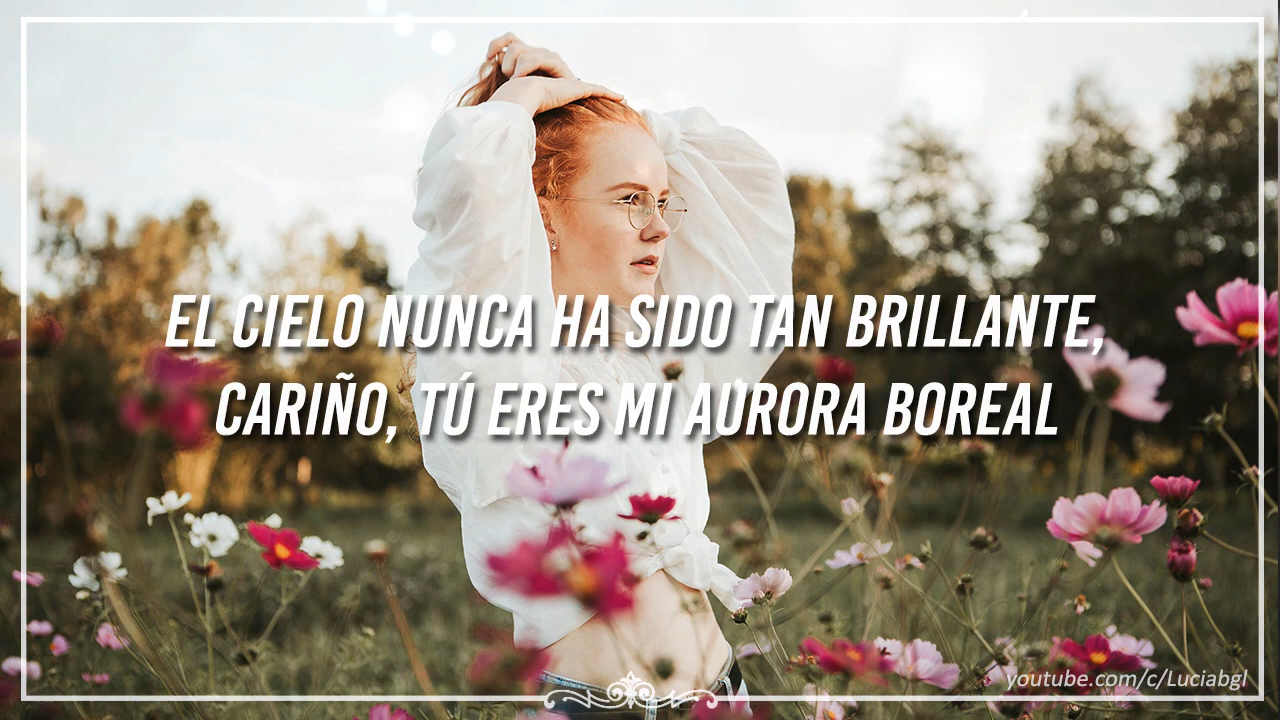 EL CIELO NUNCA HA SIDO TAN BRILLANTE,
CARIÑO, TÚ ERES MI AURORA BOREAL
youtube.com/c/Luciabgl